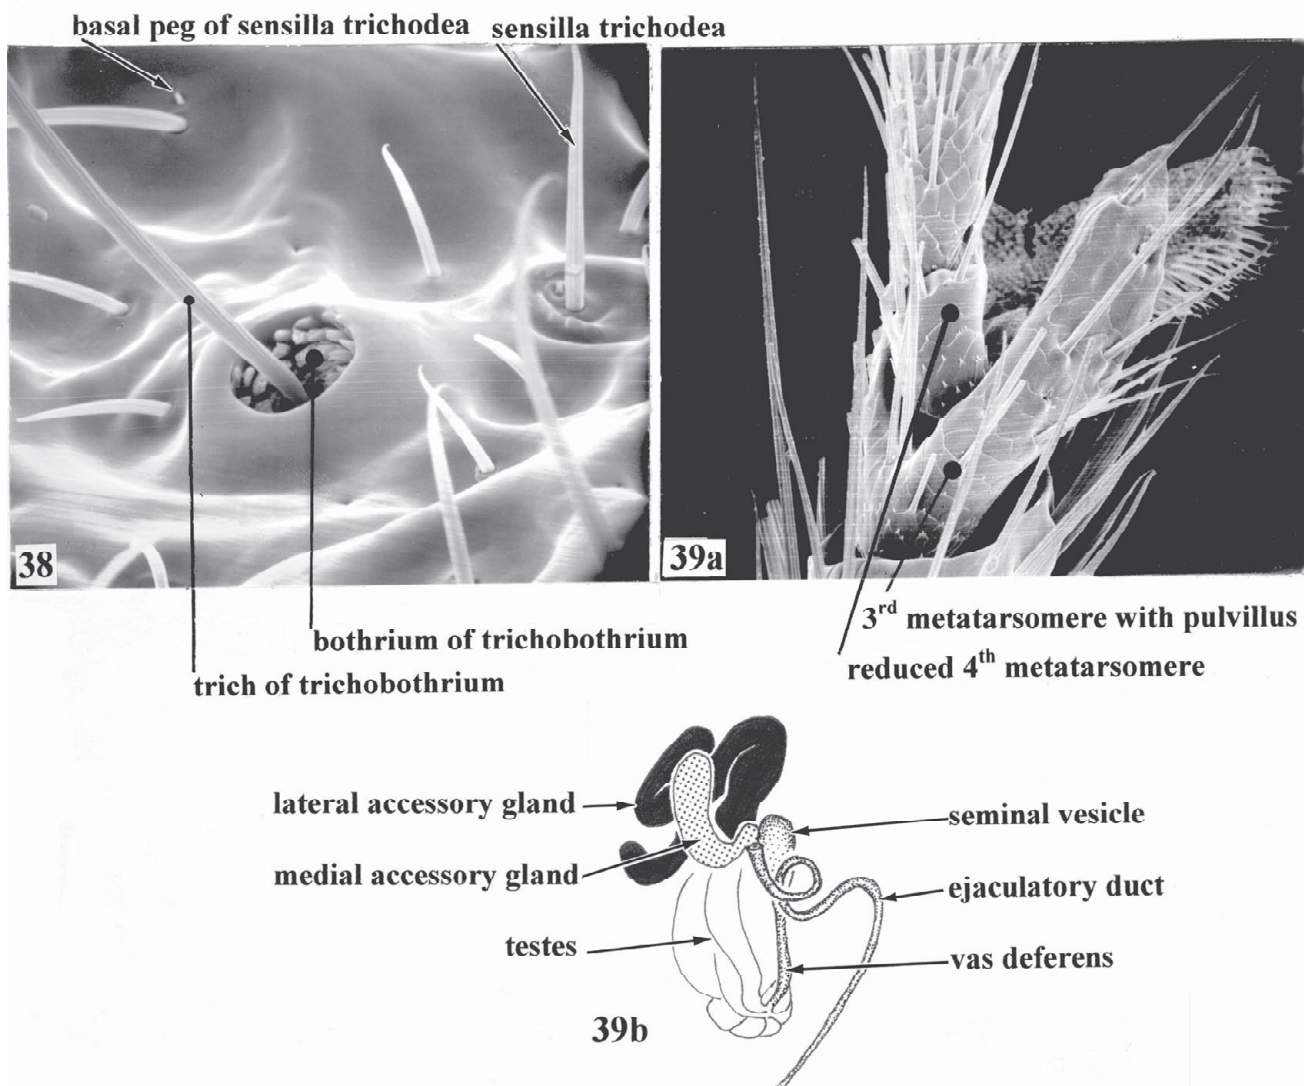 basal peg of sensilla trichodea
sensilla trichodea
38
39a
bothrium of trichobothrium
trich of trichobothrium
3rd metatarsomere with pulvillus
reduced 4th metatarsomere
lateral accessory gland
seminal vesicle
medial accessory gland
ejaculatory duct
testes
vas deferens
39b